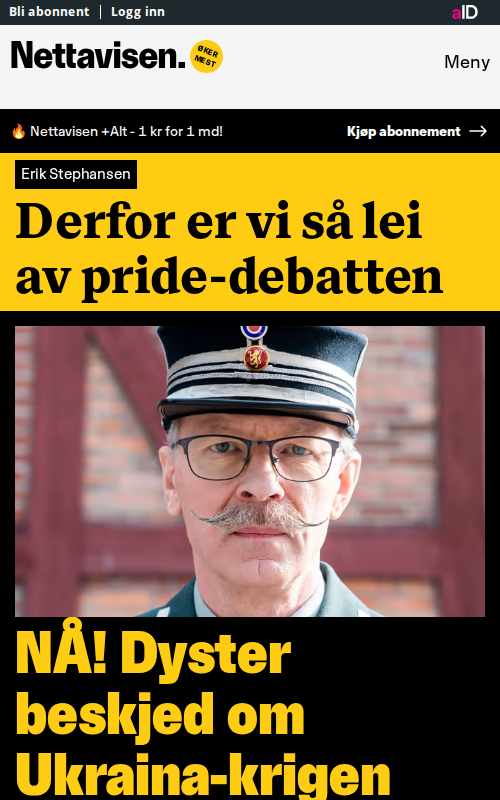 Bli abonnent | Logg inn
aID
Nettavisen.
ØKER
MEST
Meny
🔥 Nettavisen +Alt - 1 kr for 1 md!
Kjøp abonnement →
Erik Stephansen
Derfor er vi så lei
av pride-debatten
NÅ! Dyster
beskjed om
Ukraina-krigen